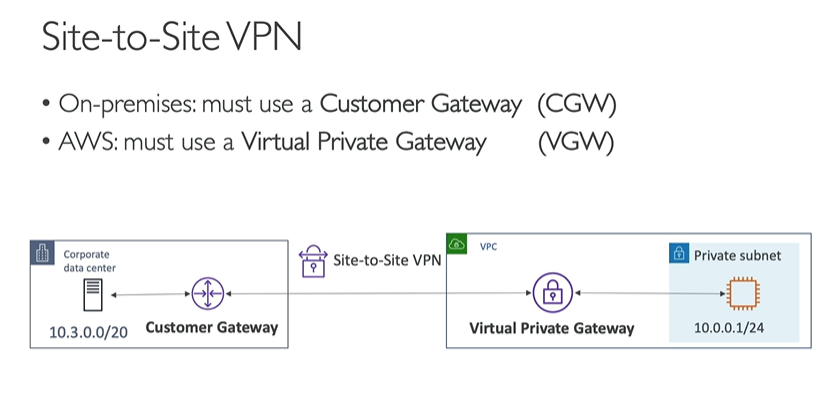 Site-to-Site VPN
• On-premises: must use a Customer Gateway (CGW)
• AWS: must use a Virtual Private Gateway (VGW)
Corporate
data center
10.3.0.0/20
Customer Gateway
Site-to-Site VPN
VPC
Virtual Private Gateway
Private subnet
10.0.0.1/24